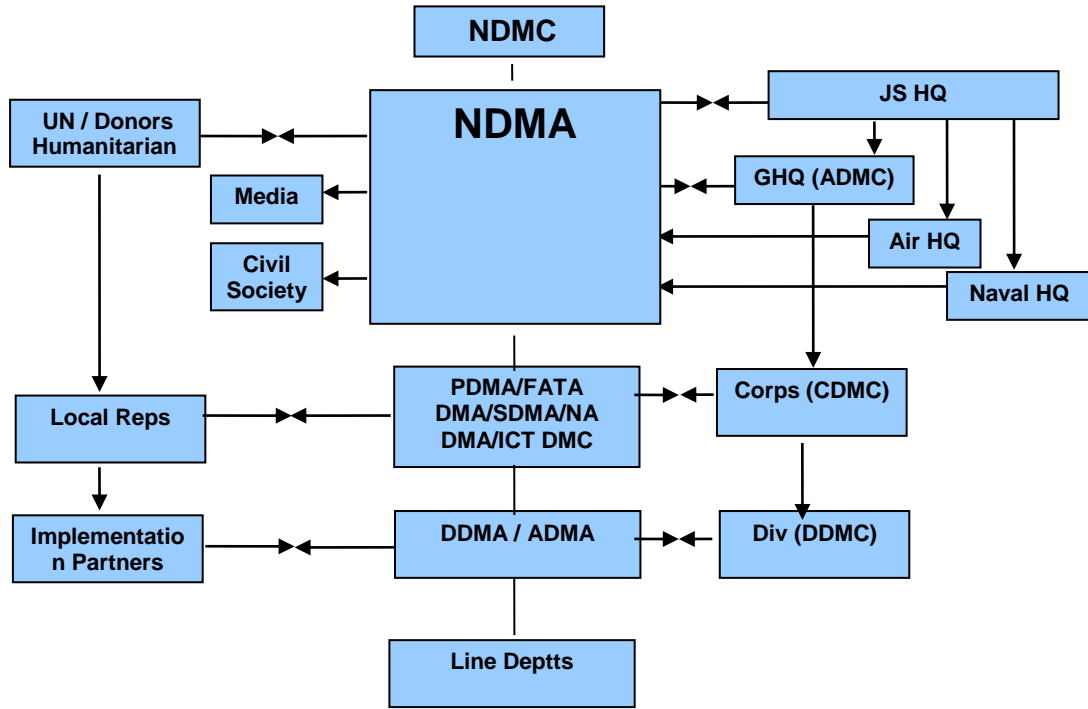 NDMC
UN / Donors
Humanitarian
NDMA
JS HQ
Media
GHQ (ADMC)
Civil
Society
Air HQ
Naval HQ
Local Reps
PDMA/FATA
DMA/SDMA/NA
DMA/ICT DMC
Corps (CDMC)
Implementatio
n Partners
DDMA / ADMA
Div (DDMC)
Line Deptts